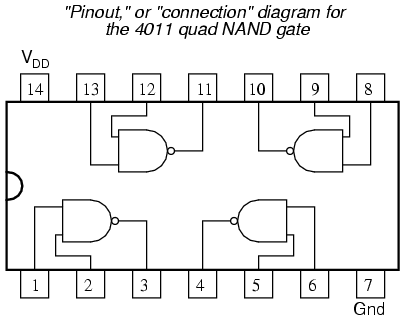 "Pinout," or "connection" diagram for
the 4011 quad NAND gate
VDD
14 13 12 11 10 9 8
1 2 3 4 5 6 7
Gnd